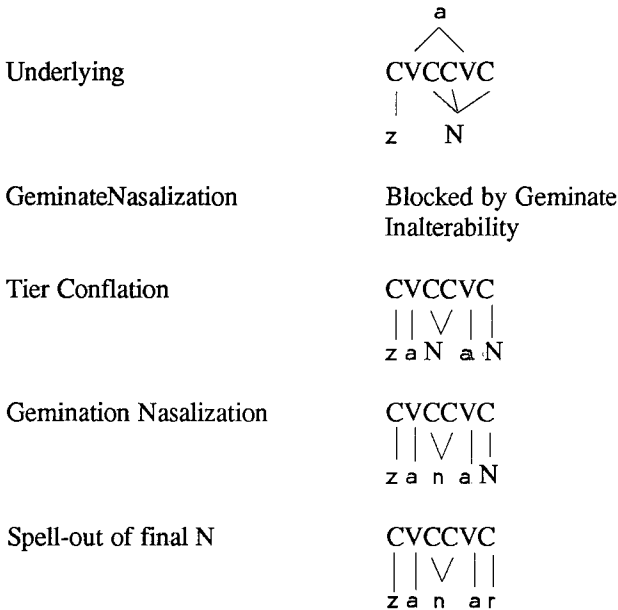 a
Underlying CVCCVC
z N
GeminateNasalization Blocked by Geminate
Inalterability
Tier Conflation CVCCVC
z a N a N
Gemination Nasalization CVCCVC
z a n a N
Spell-out of final N CVCCVC
z a n a r